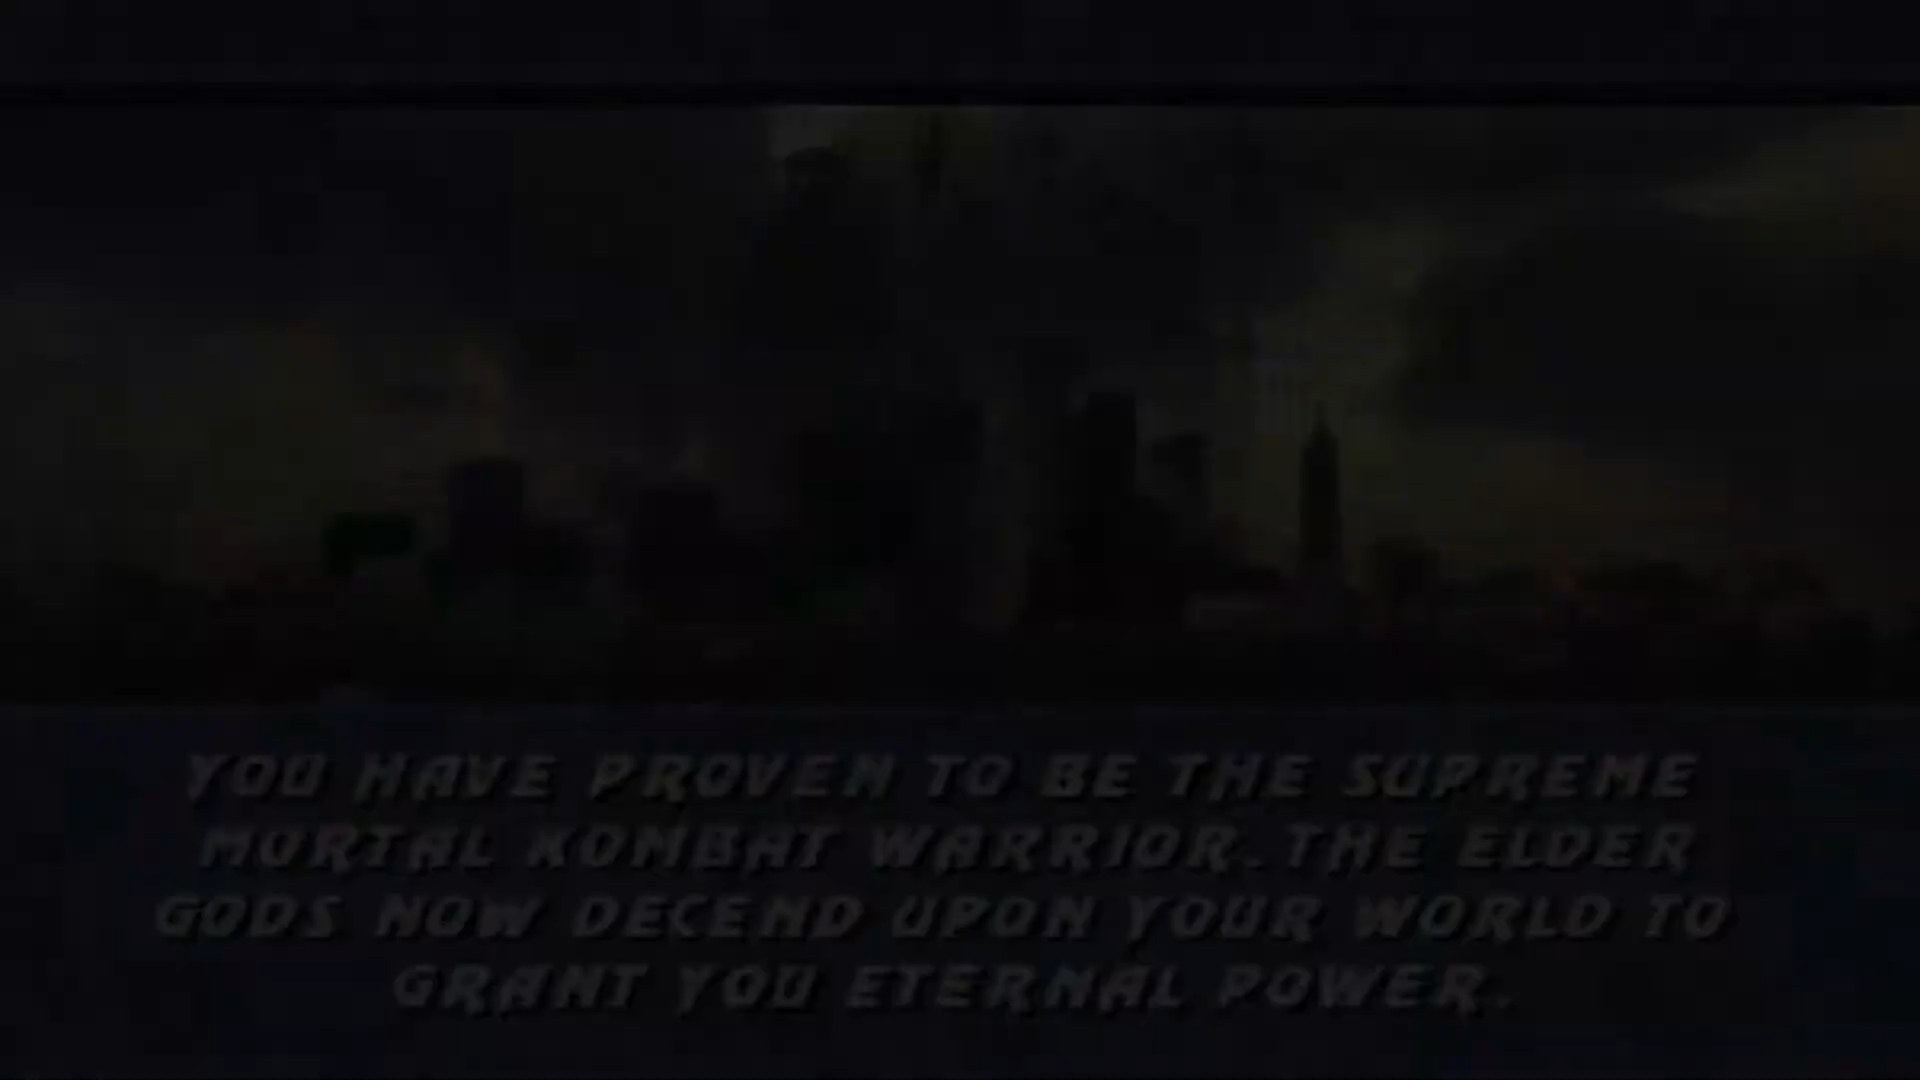 YOU HAVE PROVEN TO BE THE SUPREME
MORTAL KOMBAT WARRIOR. THE ELDER
GODS NOW DECEND UPON YOUR WORLD TO
GRANT YOU ETERNAL POWER.